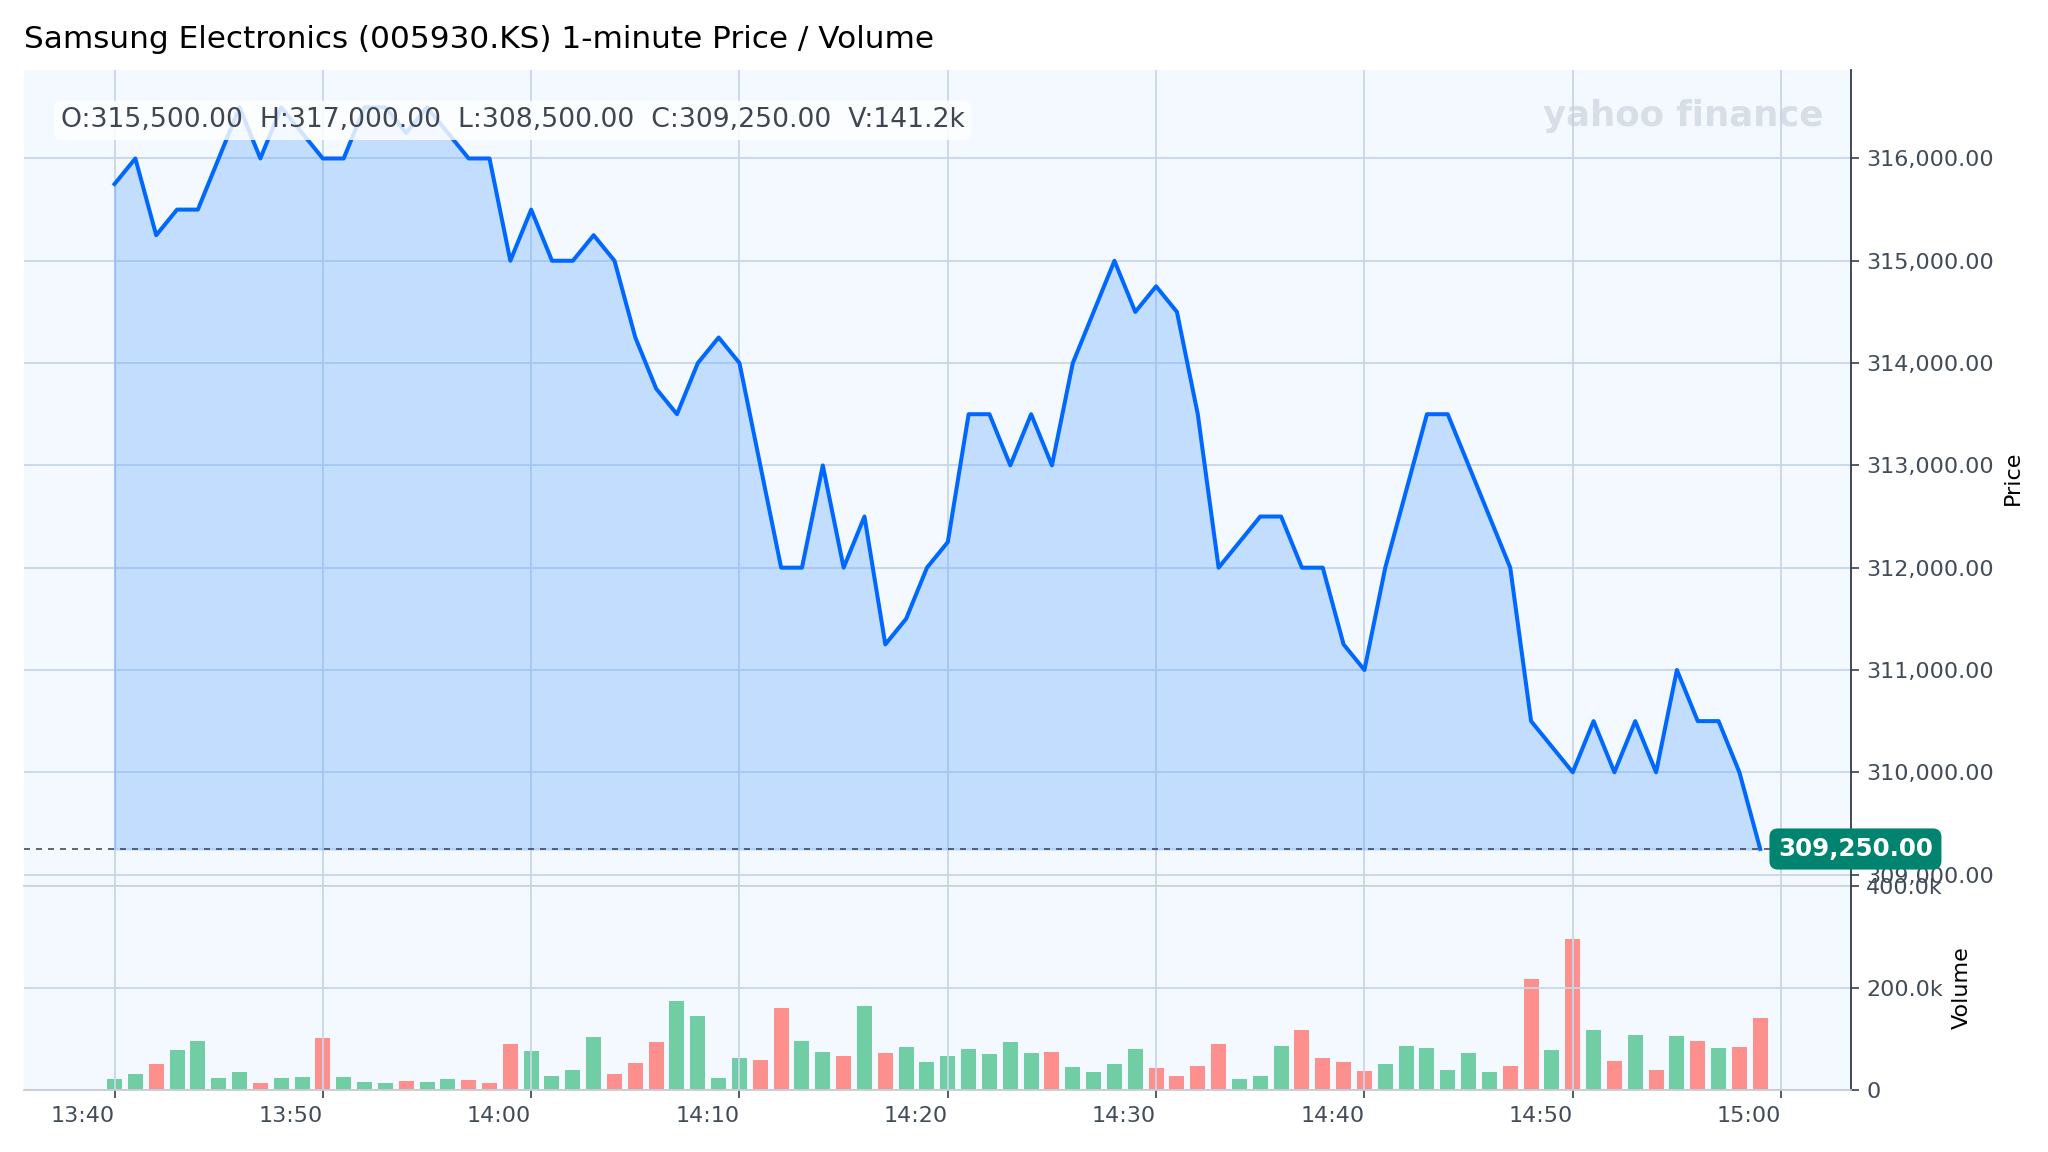 Samsung Electronics (005930.KS) 1-minute Price / Volume
O:315,500.00 H:317,000.00 L:308,500.00 C:309,250.00 V:141.2k
yahoo finance
316,000.00
315,000.00
314,000.00
313,000.00
312,000.00
311,000.00
310,000.00
309,250.00
309,000.00
400.0k
200.0k
0
Price
Volume
13:40 13:50 14:00 14:10 14:20 14:30 14:40 14:50 15:00